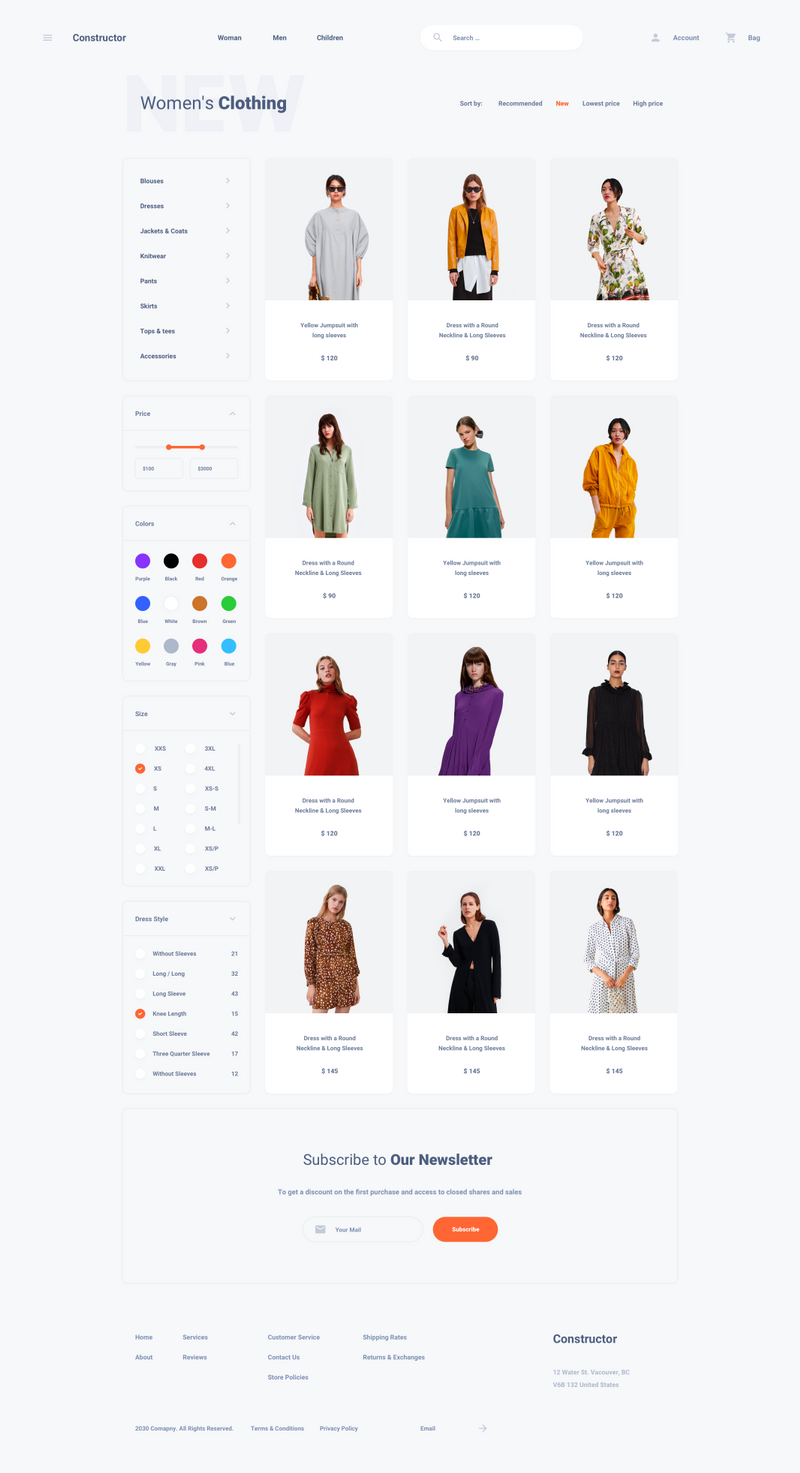 Constructor
Woman Men Children
Search ...
Account
Bag
NEW
Women's Clothing
Sort by: Recommended New Lowest price High price
Blouses
Dresses
Jackets & Coats
Knitwear
Pants
Skirts
Tops & tees
Accessories
Price
$100 $3000
Colors
Purple Black Red Orange
Blue White Brown Green
Yellow Gray Pink Blue
Size
XXS 3XL
XS 4XL
S XS-S
M S-M
L M-L
XL XS/P
XXL XS/P
Dress Style
Without Sleeves 21
Long / Long 32
Long Sleeve 43
Knee Length 15
Short Sleeve 42
Three Quarter Sleeve 17
Without Sleeves 12
Yellow Jumpsuit with
long sleeves
$ 120
Dress with a Round
Neckline & Long Sleeves
$ 90
Dress with a Round
Neckline & Long Sleeves
$ 120
Dress with a Round
Neckline & Long Sleeves
$ 90
Yellow Jumpsuit with
long sleeves
$ 120
Yellow Jumpsuit with
long sleeves
$ 120
Dress with a Round
Neckline & Long Sleeves
$ 120
Yellow Jumpsuit with
long sleeves
$ 120
Yellow Jumpsuit with
long sleeves
$ 120
Dress with a Round
Neckline & Long Sleeves
$ 145
Dress with a Round
Neckline & Long Sleeves
$ 145
Dress with a Round
Neckline & Long Sleeves
$ 145
Subscribe to Our Newsletter
To get a discount on the first purchase and access to closed shares and sales
Your Mail
Subscribe
Home Services Customer Service Shipping Rates
About Reviews Contact Us Returns & Exchanges
Store Policies
Constructor
12 Water St. Vacouver, BC
V6B 132 United States
2030 Comapny. All Rights Reserved. Terms & Conditions Privacy Policy Email